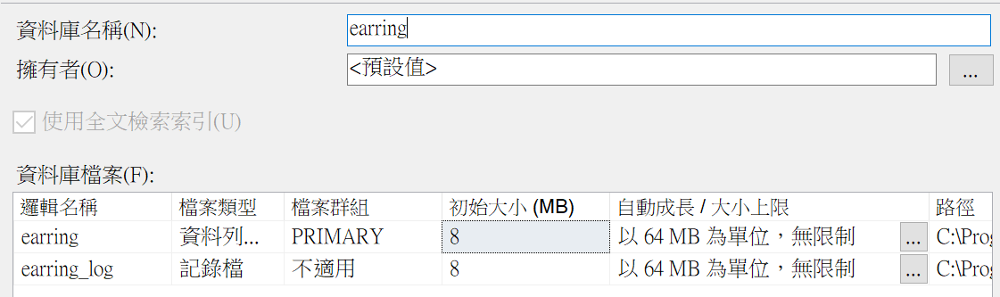 資料庫名稱(N):
earring
擁有者(O):
<預設值>
...
使用全文檢索索引(U)
資料庫檔案(F):
邏輯名稱 檔案類型 檔案群組 初始大小 (MB) 自動成長 / 大小上限 路徑
earring 資料列... PRIMARY 8 以 64 MB 為單位，無限制 ... C:\Prog
earring_log 記錄檔 不適用 8 以 64 MB 為單位，無限制 ... C:\Prog